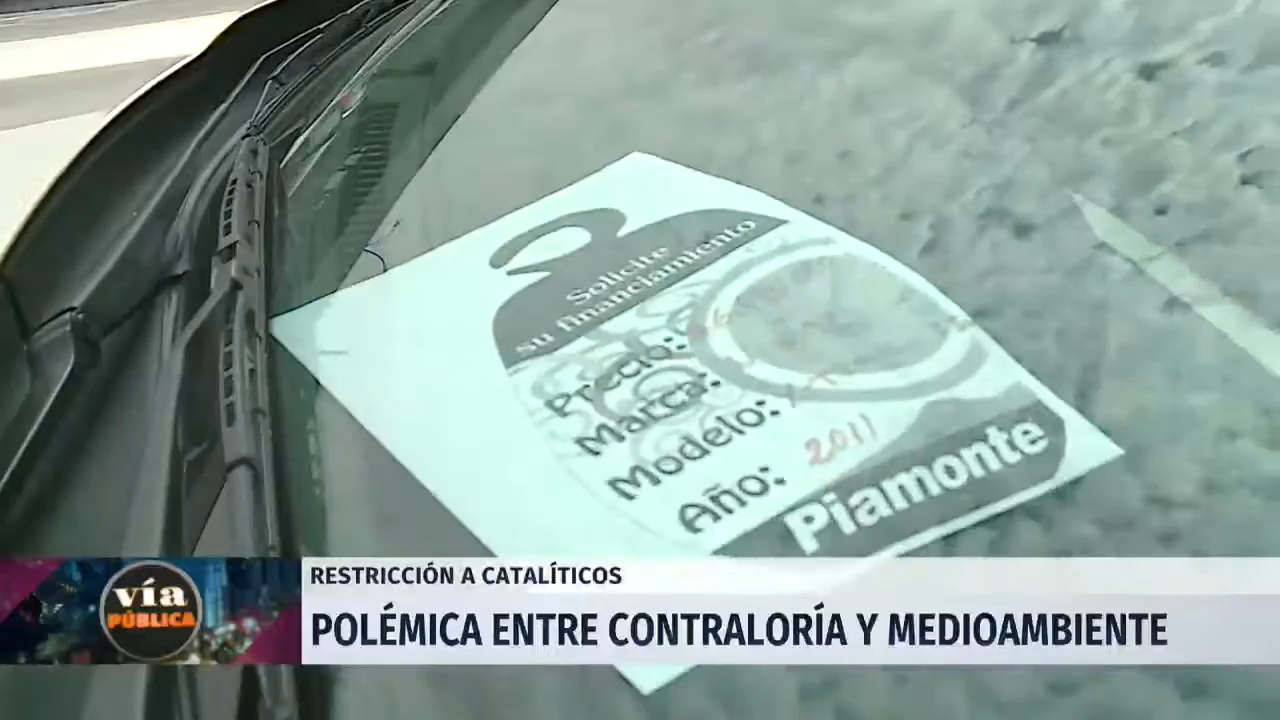 Solicite
su financiamiento
Precio:
Marca:
Modelo:
Año: 2011
Piamonte
vía
PÚBLICA
RESTRICCIÓN A CATALÍTICOS
POLÉMICA ENTRE CONTRALORÍA Y MEDIOAMBIENTE